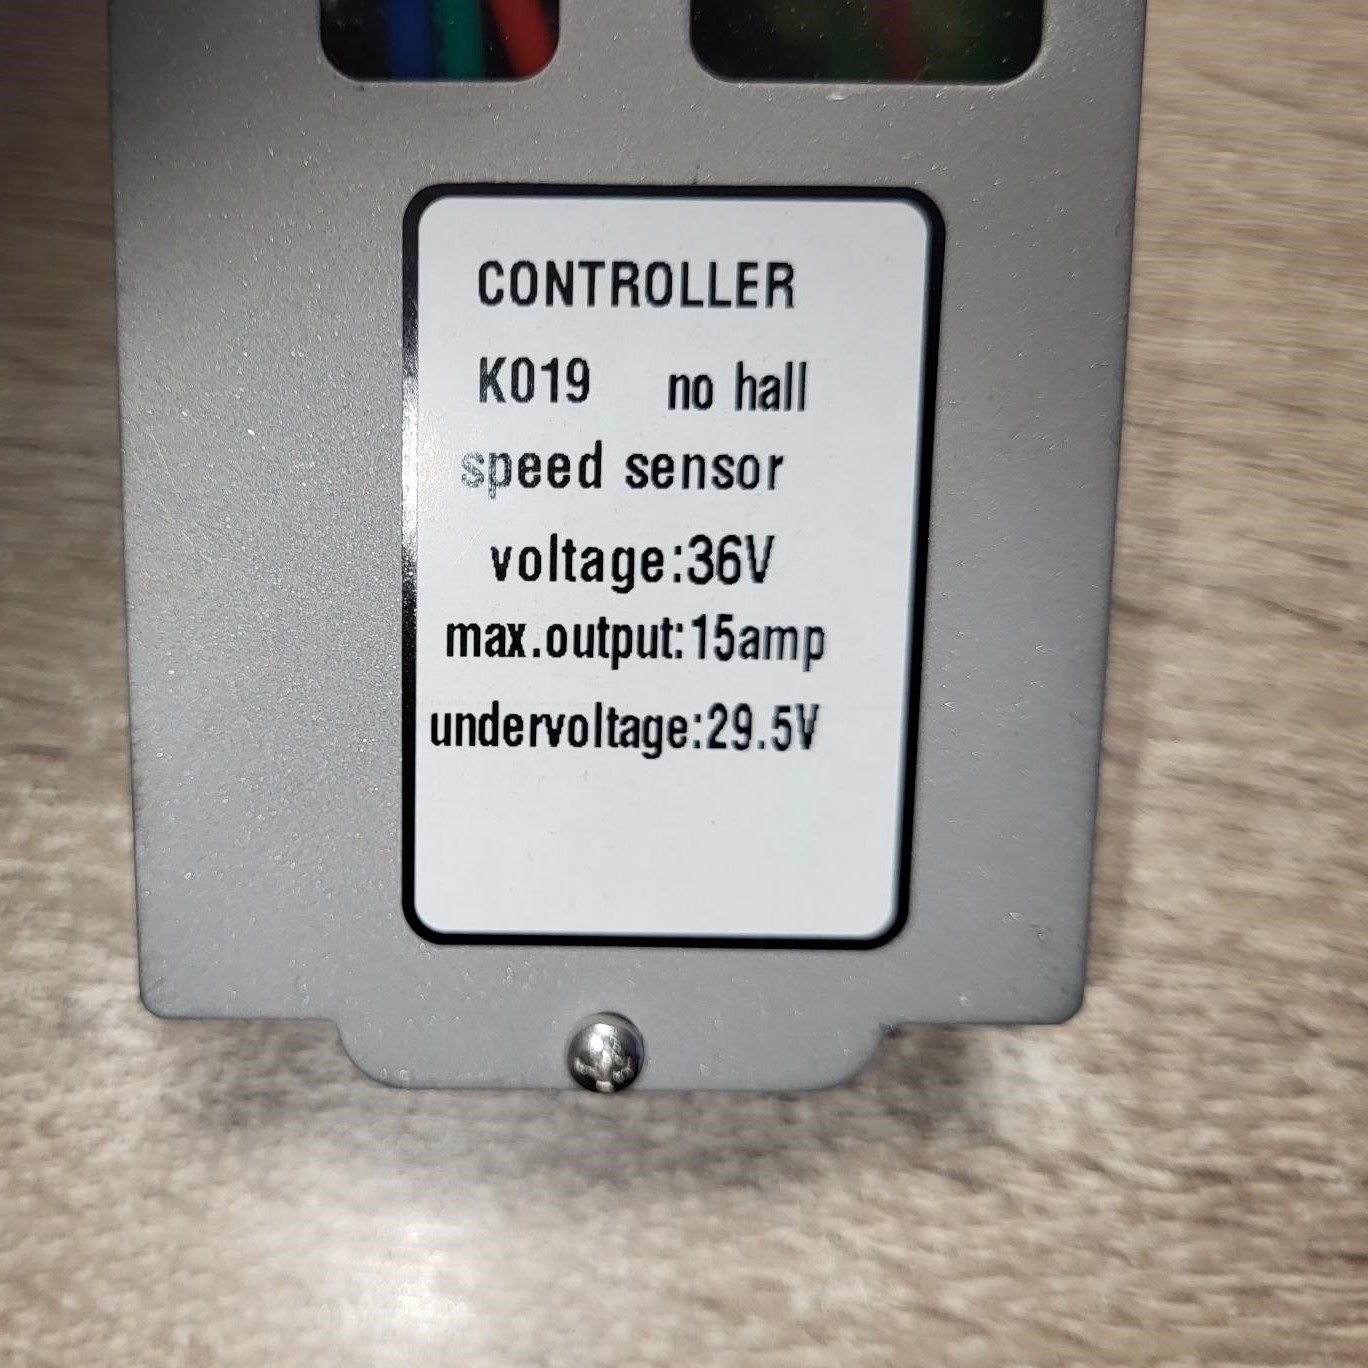 CONTROLLER
K019 no hall
speed sensor
voltage:36V
max.output:15amp
undervoltage:29.5V